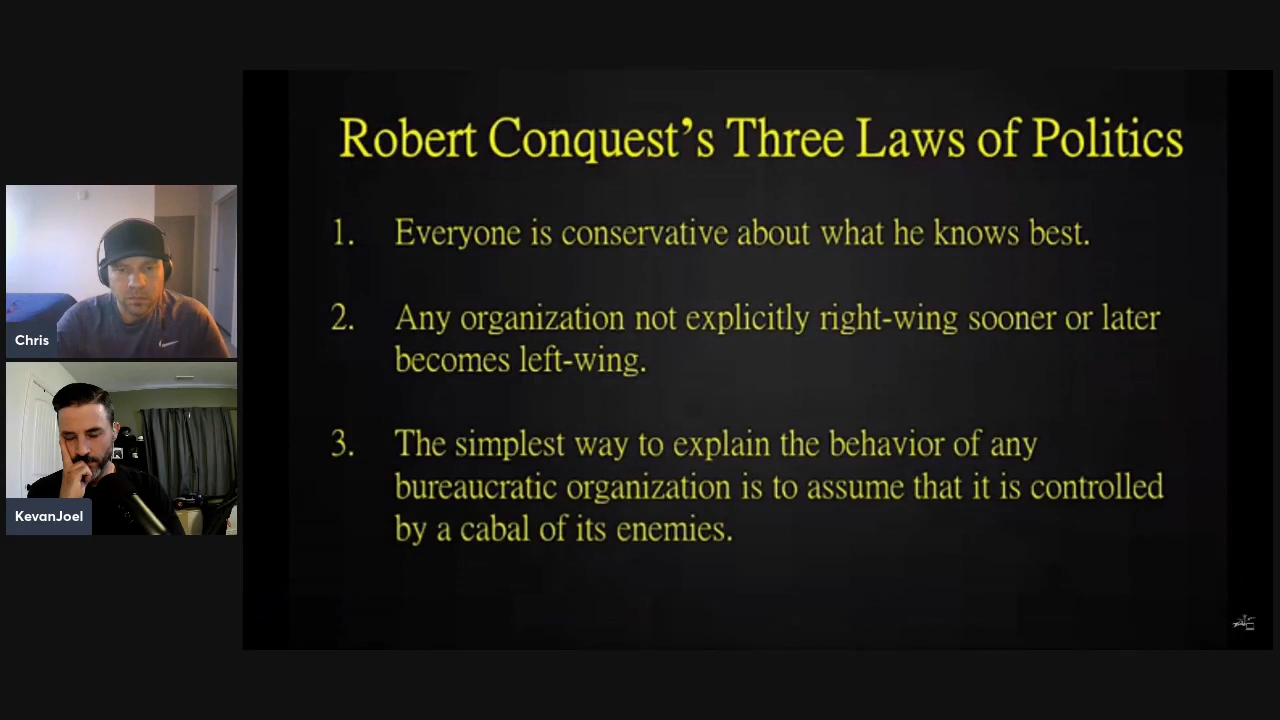 Robert Conquest’s Three Laws of Politics
1. Everyone is conservative about what he knows best.
2. Any organization not explicitly right-wing sooner or later
becomes left-wing.
3. The simplest way to explain the behavior of any
bureaucratic organization is to assume that it is controlled
by a cabal of its enemies.
Chris
KevanJoel